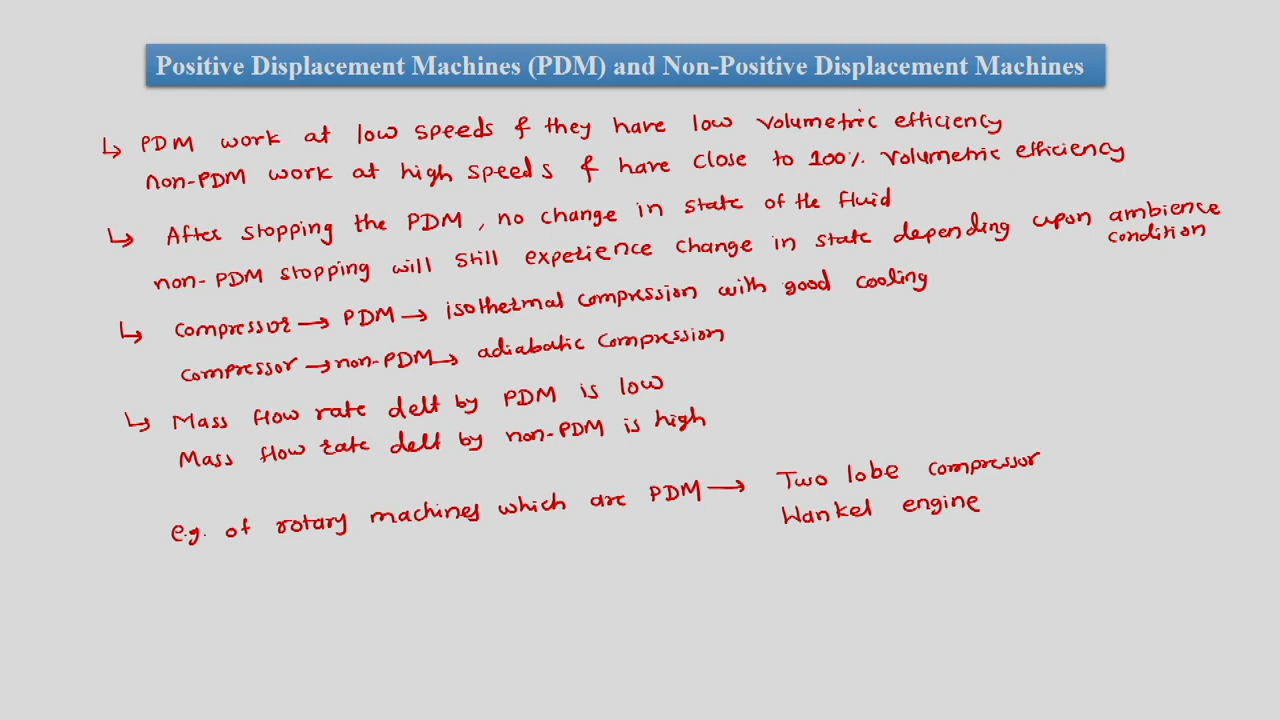 Positive Displacement Machines (PDM) and Non-Positive Displacement Machines
↳ PDM work at low speeds & they have low volumetric efficiency
non-PDM work at high speeds & have close to 100% volumetric efficiency
↳ After stopping the PDM, no change in state of the fluid
non-PDM stopping will still experience change in state depending upon ambience condition
↳ compressor → PDM → isothermal compression with good cooling
compressor → non-PDM → adiabatic compression
↳ Mass flow rate delt by PDM is low
Mass flow rate delt by non-PDM is high
e.g. of rotary machines which are PDM → Two lobe compressor
Wankel engine